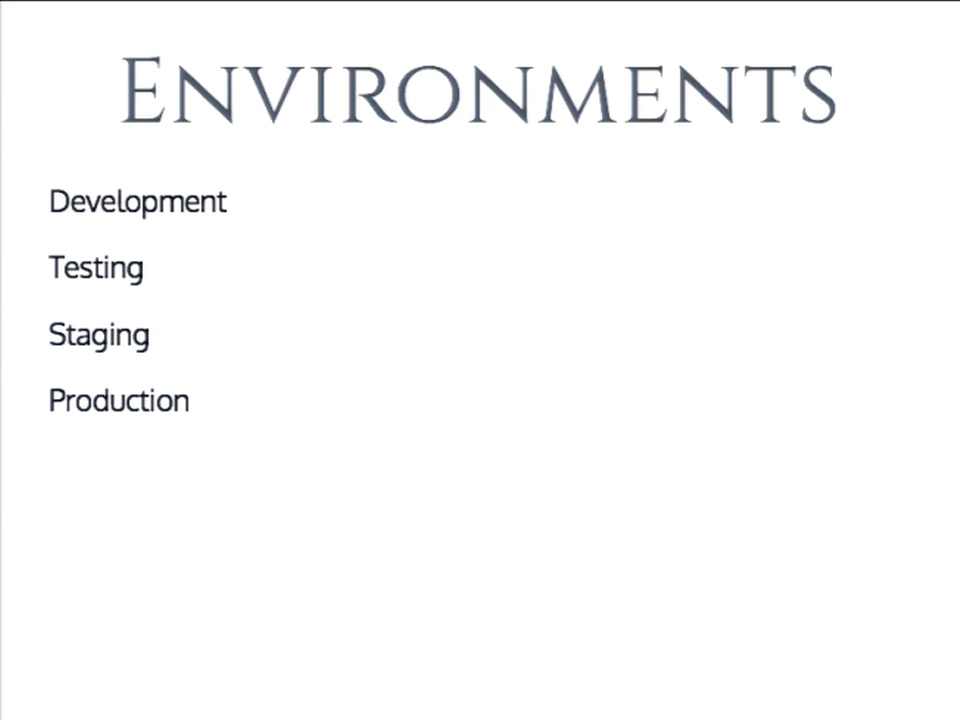 Environments
Development
Testing
Staging
Production